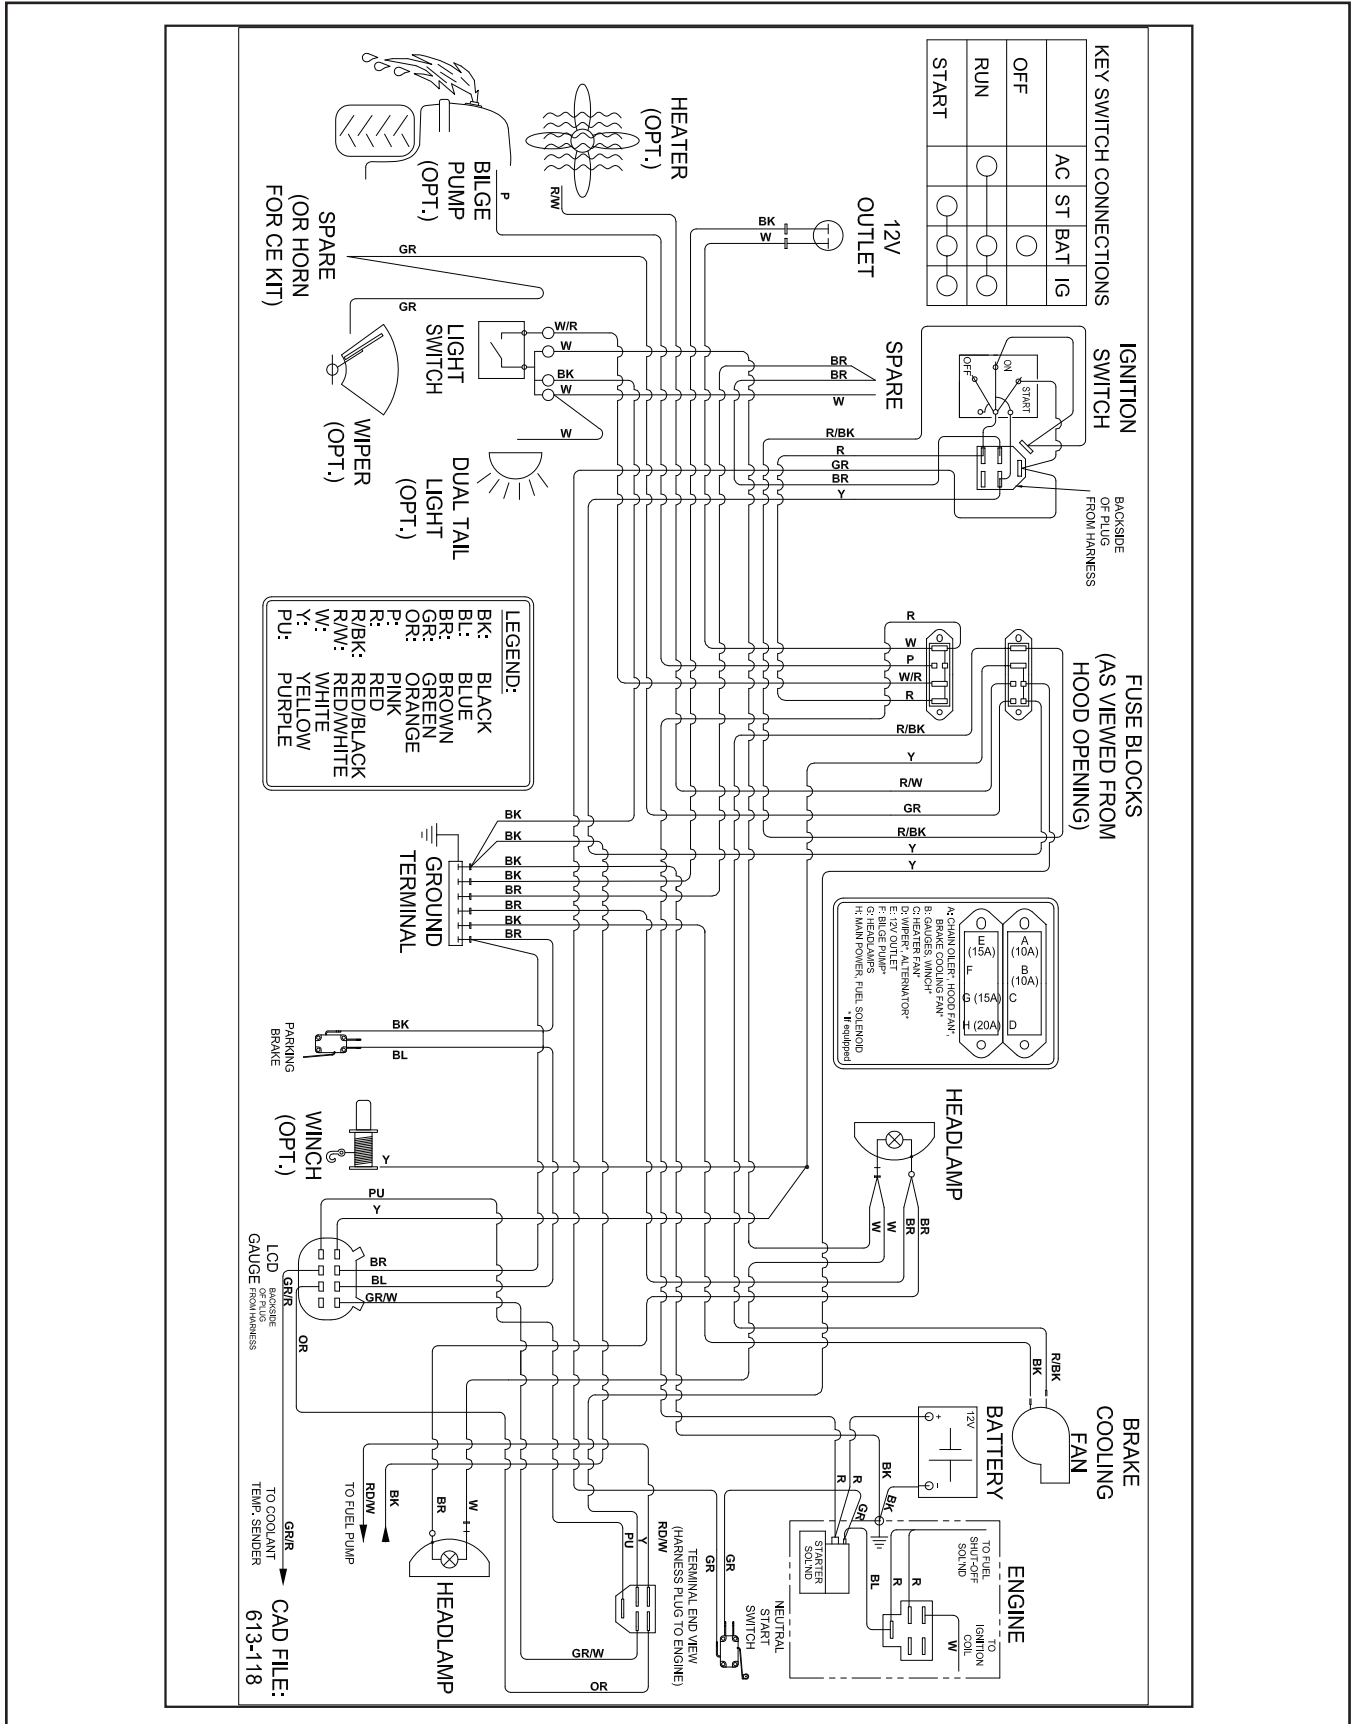 KEY SWITCH CONNECTIONS
AC ST BAT IG
OFF
RUN
START
IGNITION
SWITCH
OFF
ON
START
BACKSIDE
OF PLUG
FROM HARNESS
FUSE BLOCKS
(AS VIEWED FROM
HOOD OPENING)
12V
OUTLET
SPARE
HEATER
(OPT.)
BILGE
PUMP
(OPT.)
SPARE
(OR HORN
FOR CE KIT)
LIGHT
SWITCH
WIPER
(OPT.)
DUAL TAIL
LIGHT
(OPT.)
P
R/W
BK
W
GR
GR
W/R
W
BK
W
W
BR
BR
W
R/BK
R
GR
BR
Y
R
W
P
W/R
R
R/BK
Y
R/W
GR
R/BK
Y
Y
LEGEND:
BK: BLACK
BL: BLUE
BR: BROWN
GR: GREEN
OR: ORANGE
P: PINK
R: RED
R/BK: RED/BLACK
R/W: RED/WHITE
W: WHITE
Y: YELLOW
PU: PURPLE
BK
BK
BK
BK
BR
BR
BK
BR
GROUND
TERMINAL
A
(10A)
B
(10A)
C
D
E
(15A)
F
G (15A)
H (20A)
A: CHAIN OILER*, HOOD FAN*,
BRAKE COOLING FAN*
B: GAUGES, WINCH*
C: HEATER FAN*
D: WIPER*, ALTERNATOR*
E: 12V OUTLET
F: BILGE PUMP*
G: HEADLAMPS
H: MAIN POWER, FUEL SOLENOID
* If equipped
PARKING
BRAKE
BK
BL
WINCH
(OPT.)
Y
HEADLAMP
W
W
BR
BR
PU
Y
BR
BL
GR/W
GR/R
OR
LCD
GAUGE
BACKSIDE
OF PLUG
FROM HARNESS
BRAKE
COOLING
FAN
R/BK
BK
BATTERY
12V
+
-
R
R
BK
BK
GR
ENGINE
STARTER
SOL'ND
TO FUEL
SHUT-OFF
SOL'ND
TO
IGNITION
COIL
BL
R
R
W
NEUTRAL
START
SWITCH
GR
GR
TERMINAL END VIEW
(HARNESS PLUG TO ENGINE)
RD/W
Y
PU
GR/W
OR
TO FUEL PUMP
RD/W
BK
BR
W
HEADLAMP
TO COOLANT
TEMP. SENDER
GR/R
CAD FILE:
613-118